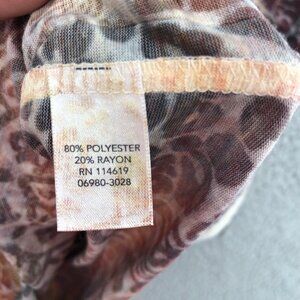 80% POLYESTER
20% RAYON
RN 114619
06980-3028